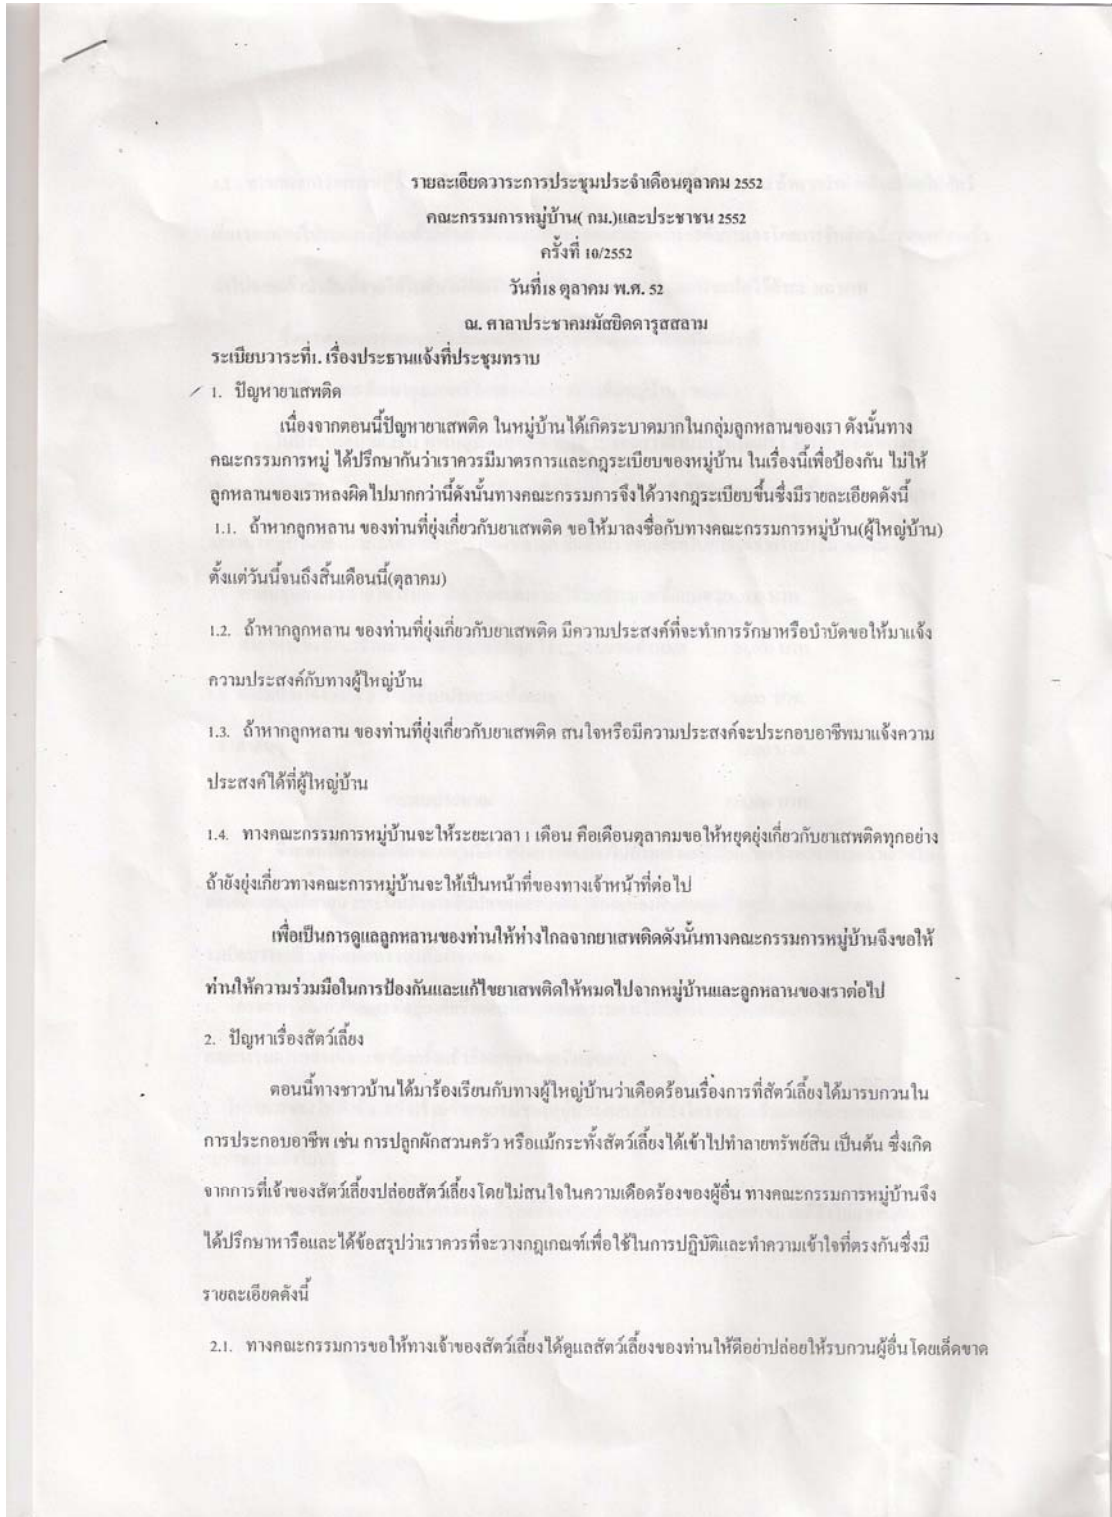 รายละเอียดวาระการประชุมประจำเดือนตุลาคม 2552
คณะกรรมการหมู่บ้าน( กม.)และประชาชน 2552
ครั้งที่ 10/2552
วันที่18 ตุลาคม พ.ศ. 52
ณ. ศาลาประชาคมมัสยิดดารุสสลาม
ระเบียบวาระที่1. เรื่องประธานแจ้งที่ประชุมทราบ
1. ปัญหายาเสพติด
เนื่องจากตอนนี้ปัญหายาเสพติด ในหมู่บ้านได้เกิดระบาดมากในกลุ่มลูกหลานของเรา ดังนั้นทาง
คณะกรรมการหมู่ ได้ปรึกษากันว่าเราควรมีมาตรการและกฎระเบียบของหมู่บ้าน ในเรื่องนี้เพื่อป้องกัน ไม่ให้
ลูกหลานของเราหลงผิดไปมากกว่านี้ดังนั้นทางคณะกรรมการจึงได้วางกฎระเบียบขึ้นซึ่งมีรายละเอียดดังนี้
1.1. ถ้าหากลูกหลาน ของท่านที่ยุ่งเกี่ยวกับยาเสพติด ขอให้มาลงชื่อกับทางคณะกรรมการหมู่บ้าน(ผู้ใหญ่บ้าน)
ตั้งแต่วันนี้จนถึงสิ้นเดือนนี้(ตุลาคม)
1.2. ถ้าหากลูกหลาน ของท่านที่ยุ่งเกี่ยวกับยาเสพติด มีความประสงค์ที่จะทำการรักษาหรือบำบัดขอให้มาแจ้ง
ความประสงค์กับทางผู้ใหญ่บ้าน
1.3. ถ้าหากลูกหลาน ของท่านที่ยุ่งเกี่ยวกับยาเสพติด สนใจหรือมีความประสงค์จะประกอบอาชีพมาแจ้งความ
ประสงค์ได้ที่ผู้ใหญ่บ้าน
1.4. ทางคณะกรรมการหมู่บ้านจะให้ระยะเวลา 1 เดือน คือเดือนตุลาคมขอให้หยุดยุ่งเกี่ยวกับยาเสพติดทุกอย่าง
ถ้ายังยุ่งเกี่ยวทางคณะการหมู่บ้านจะให้เป็นหน้าที่ของทางเจ้าหน้าที่ต่อไป
เพื่อเป็นการดูแลลูกหลานของท่านให้ห่างไกลจากยาเสพติดดังนั้นทางคณะกรรมการหมู่บ้านจึงขอให้
ท่านให้ความร่วมมือในการป้องกันและแก้ไขยาเสพติดให้หมดไปจากหมู่บ้านและลูกหลานของเราต่อไป
2. ปัญหาเรื่องสัตว์เลี้ยง
ตอนนี้ทางชาวบ้านได้มาร้องเรียนกับทางผู้ใหญ่บ้านว่าเดือดร้อนเรื่องการที่สัตว์เลี้ยงได้มารบกวนใน
การประกอบอาชีพ เช่น การปลูกผักสวนครัว หรือแม้กระทั้งสัตว์เลี้ยงได้เข้าไปทำลายทรัพย์สิน เป็นต้น ซึ่งเกิด
จากการที่เจ้าของสัตว์เลี้ยงปล่อยสัตว์เลี้ยงโดยไม่สนใจในความเดือดร้องของผู้อื่น ทางคณะกรรมการหมู่บ้านจึง
ได้ปรึกษาหารือและได้ข้อสรุปว่าเราควรที่จะวางกฎเกณฑ์เพื่อใช้ในการปฏิบัติและทำความเข้าใจที่ตรงกันซึ่งมี
รายละเอียดดังนี้
2.1. ทางคณะกรรมการขอให้ทางเจ้าของสัตว์เลี้ยงได้ดูแลสัตว์เลี้ยงของท่านให้ดีอย่าปล่อยให้รบกวนผู้อื่นโดยเด็ดขาด